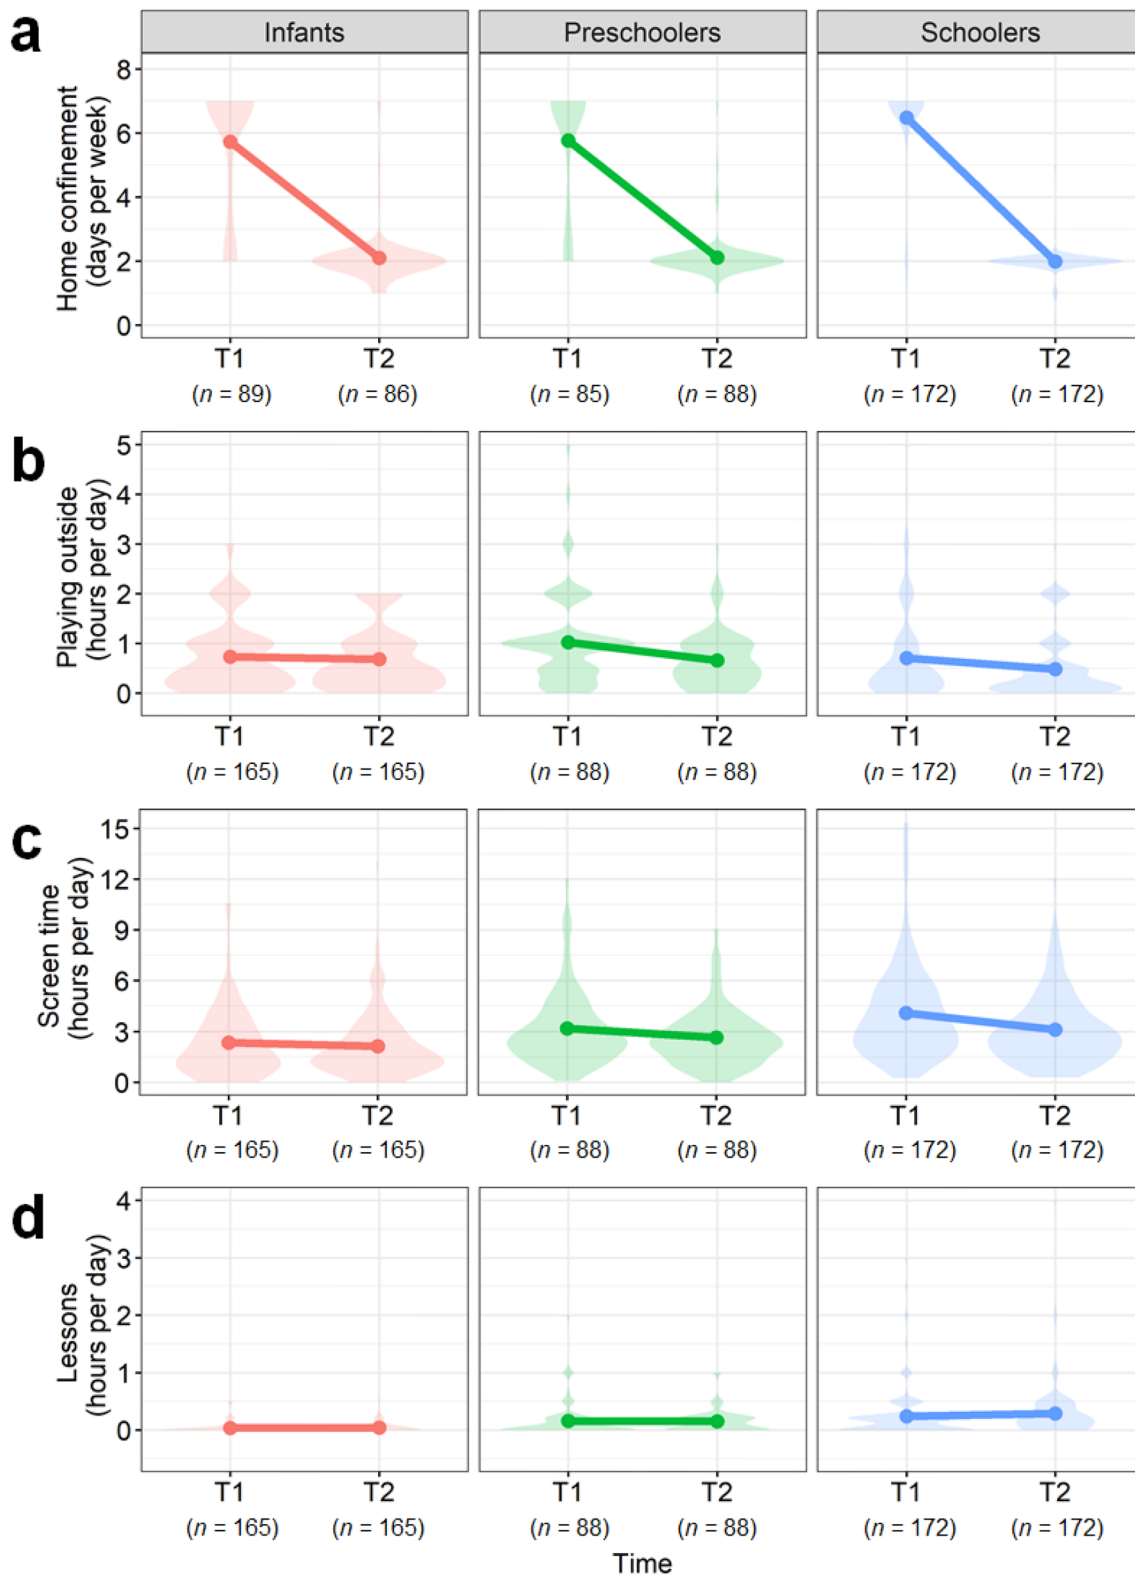 a
Infants Preschoolers Schoolers
Home confinement
(days per week)
8
6
4
2
0
T1 T2 T1 T2 T1 T2
(n = 89) (n = 86) (n = 85) (n = 88) (n = 172) (n = 172)
b
Playing outside
(hours per day)
5
4
3
2
1
0
T1 T2 T1 T2 T1 T2
(n = 165) (n = 165) (n = 88) (n = 88) (n = 172) (n = 172)
c
Screen time
(hours per day)
15
12
9
6
3
0
T1 T2 T1 T2 T1 T2
(n = 165) (n = 165) (n = 88) (n = 88) (n = 172) (n = 172)
d
Lessons
(hours per day)
4
3
2
1
0
T1 T2 T1 T2 T1 T2
(n = 165) (n = 165) (n = 88) (n = 88) (n = 172) (n = 172)
Time